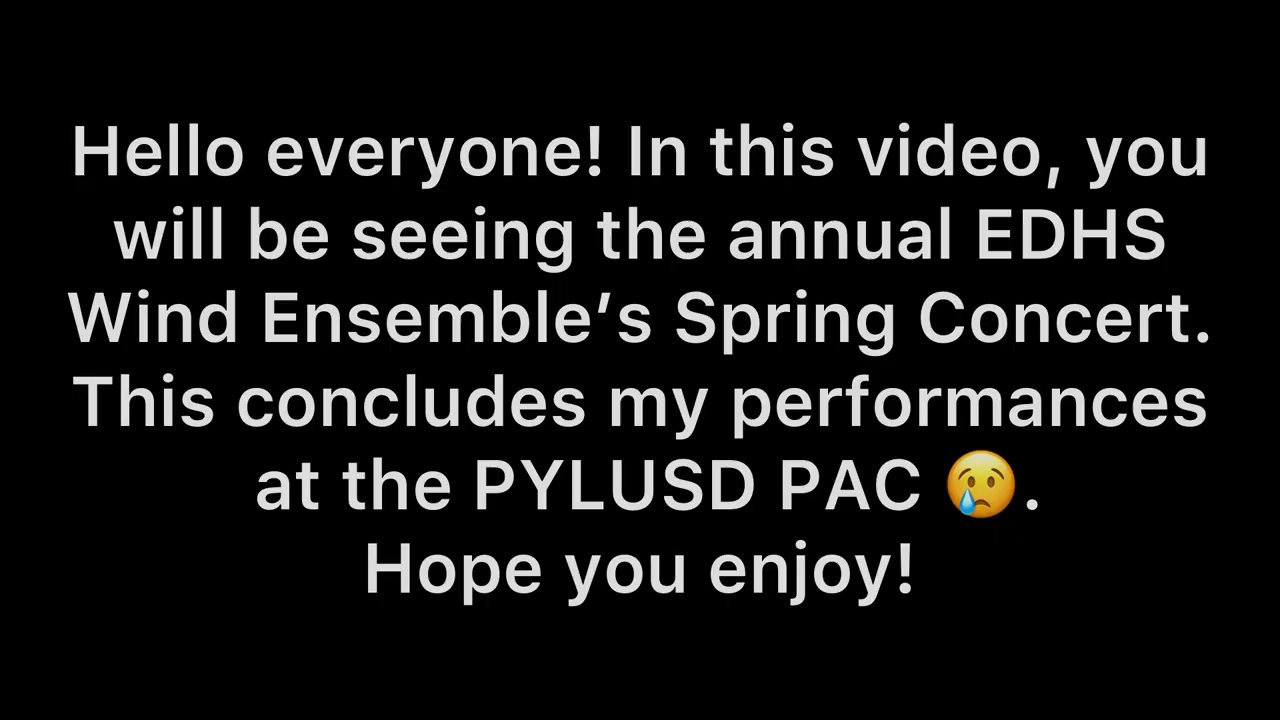 Hello everyone! In this video, you
will be seeing the annual EDHS
Wind Ensemble’s Spring Concert.
This concludes my performances
at the PYLUSD PAC 😢.
Hope you enjoy!